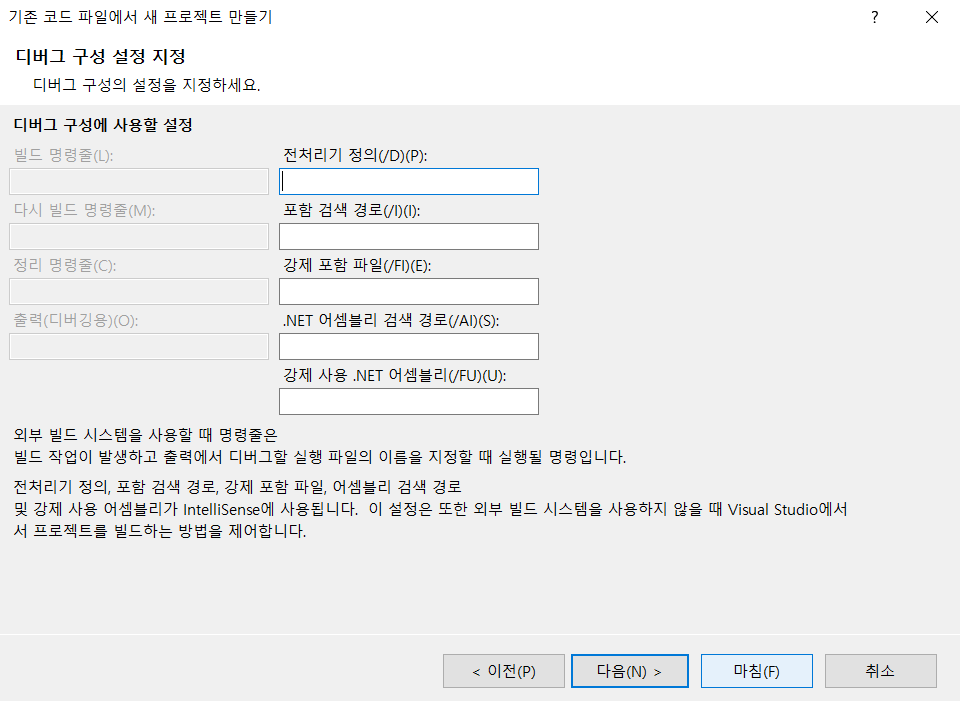 기존 코드 파일에서 새 프로젝트 만들기
?
디버그 구성 설정 지정
디버그 구성의 설정을 지정하세요.
디버그 구성에 사용할 설정
빌드 명령줄(L):
전처리기 정의(/D)(P):
다시 빌드 명령줄(M):
포함 검색 경로(/I)(I):
정리 명령줄(C):
강제 포함 파일(/FI)(E):
출력(디버깅용)(O):
.NET 어셈블리 검색 경로(/AI)(S):
강제 사용 .NET 어셈블리(/FU)(U):
외부 빌드 시스템을 사용할 때 명령줄은
빌드 작업이 발생하고 출력에서 디버그할 실행 파일의 이름을 지정할 때 실행될 명령입니다.
전처리기 정의, 포함 검색 경로, 강제 포함 파일, 어셈블리 검색 경로
및 강제 사용 어셈블리가 IntelliSense에 사용됩니다.  이 설정은 또한 외부 빌드 시스템을 사용하지 않을 때 Visual Studio에서
서 프로젝트를 빌드하는 방법을 제어합니다.
< 이전(P)
다음(N) >
마침(F)
취소